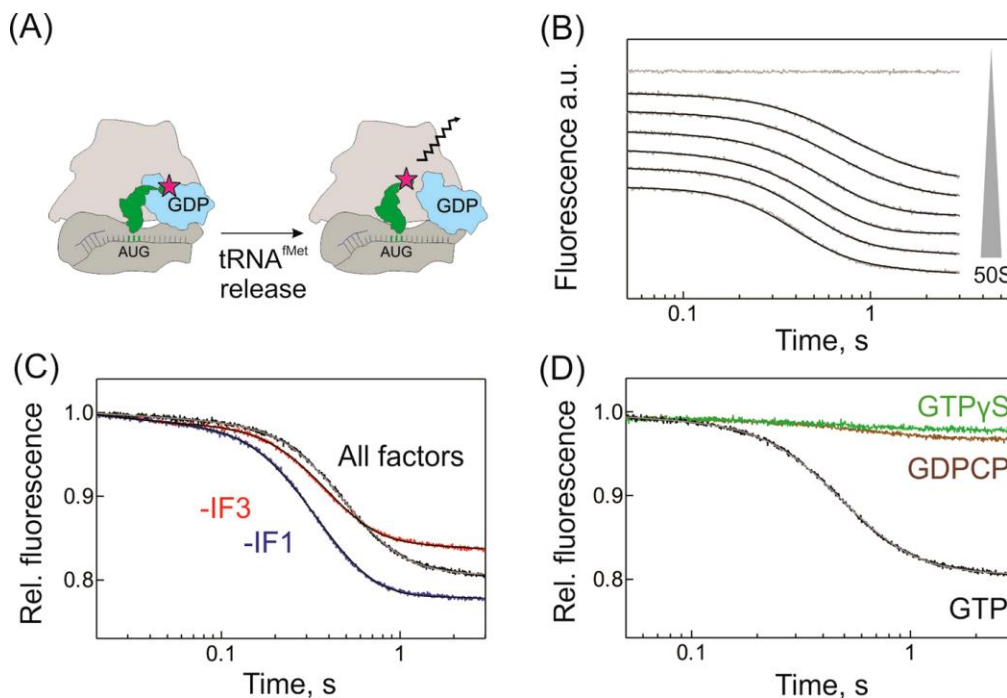 (A)
GDP
AUG
tRNAᶠᴹᵉᵗ
release
GDP
AUG
(B)
Fluorescence a.u.
50S
0.1
1
Time, s
(C)
Rel. fluorescence
1.0
0.9
0.8
All factors
-IF3
-IF1
0.1
1
Time, s
(D)
Rel. fluorescence
1.0
0.9
0.8
GTPγS
GDPCP
GTP
0.1
1
Time, s